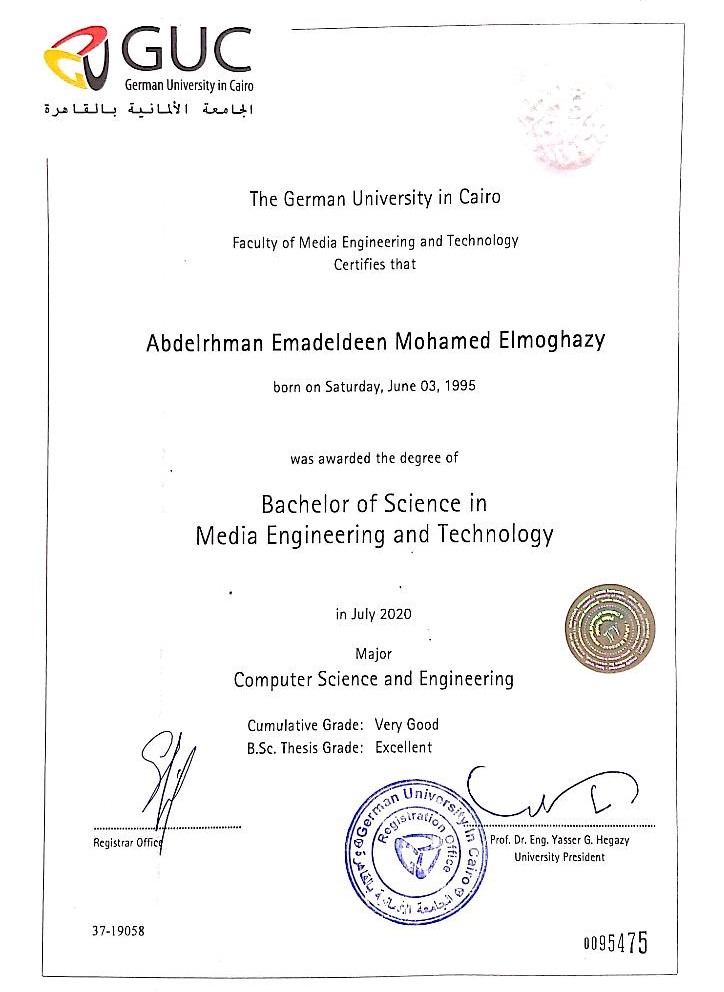 GUC
German University in Cairo
الجامعة الألمانية بالقاهرة
The German University in Cairo
Faculty of Media Engineering and Technology
Certifies that
Abdelrhman Emadeldeen Mohamed Elmoghazy
born on Saturday, June 03, 1995
was awarded the degree of
Bachelor of Science in
Media Engineering and Technology
in July 2020
Major
Computer Science and Engineering
Cumulative Grade: Very Good
B.Sc. Thesis Grade: Excellent
Registrar Office
German University in Cairo
Registration Office
الجامعة الألمانية بالقاهرة
Prof. Dr. Eng. Yasser G. Hegazy
University President
37-19058
0095475